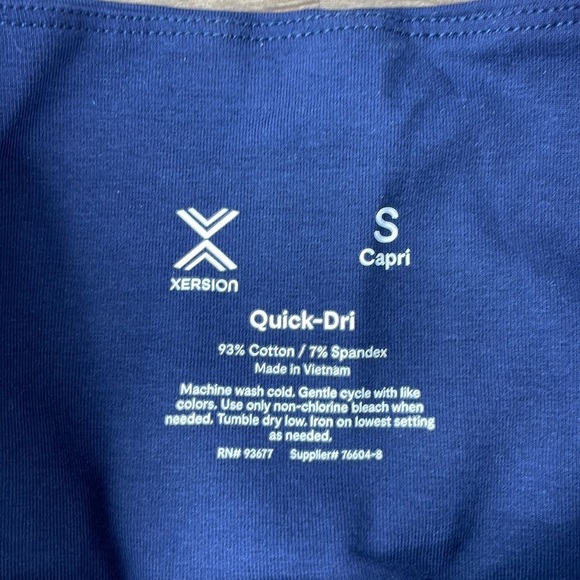 XERSION
S
Capri
Quick-Dri
93% Cotton / 7% Spandex
Made in Vietnam
Machine wash cold. Gentle cycle with like
colors. Use only non-chlorine bleach when
needed. Tumble dry low. Iron on lowest setting
as needed.
RN# 93677 Supplier# 76604-8